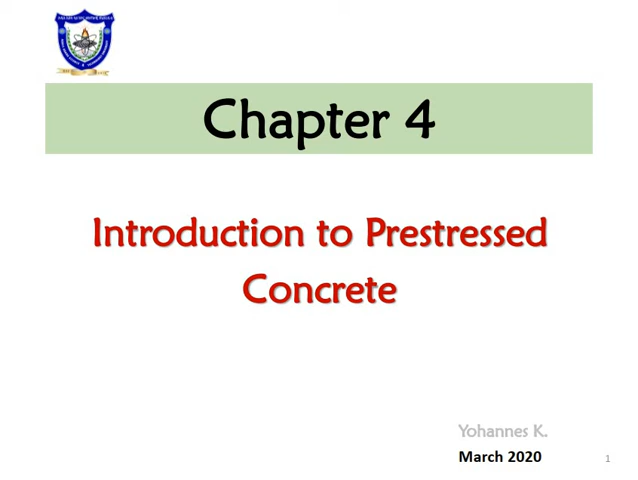 Chapter 4
Introduction to Prestressed
Concrete
Yohannes K.
March 2020
1